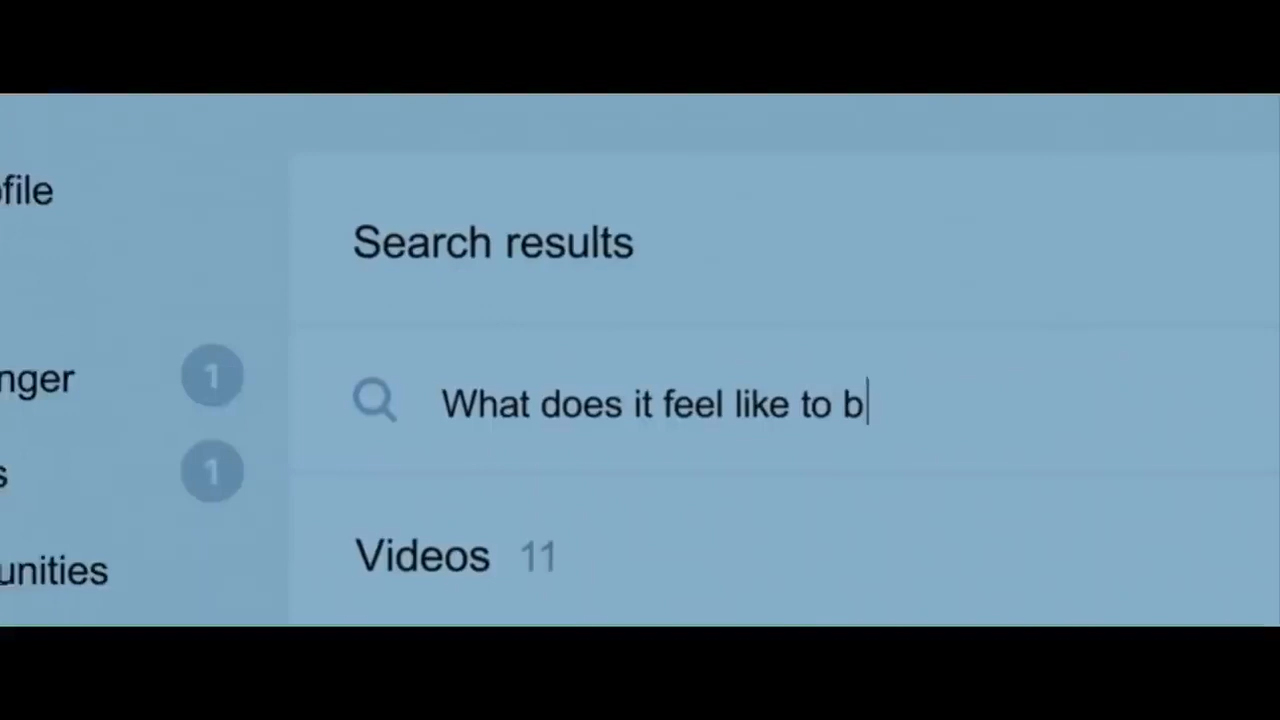 ofile
Search results
nger 1
What does it feel like to b
s 1
Videos 11
unities